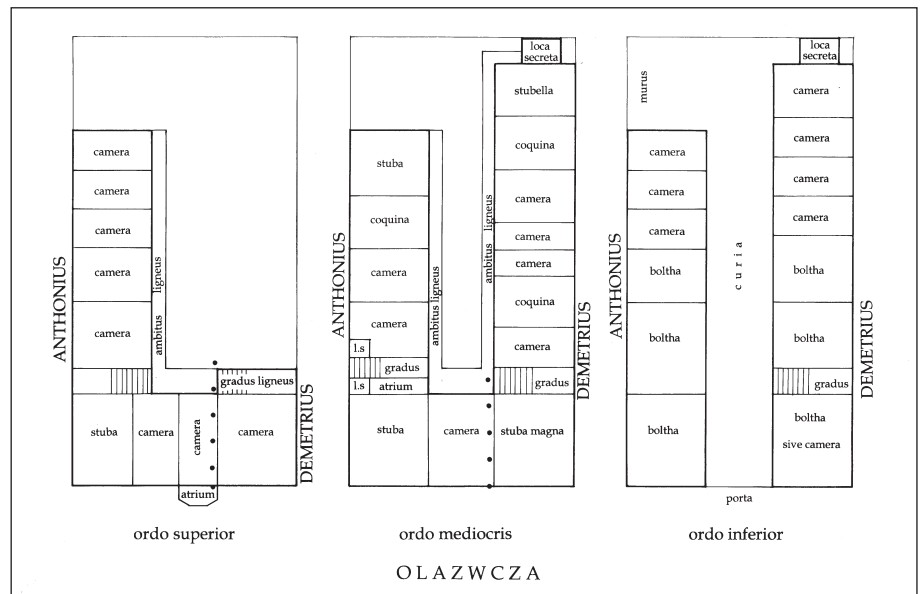 camera
camera
camera
camera
camera
ambitus ligneus
ANTHONIUS
gradus ligneus
stuba
camera
camera
camera
DEMETRIUS
atrium
ordo superior
loca
secreta
stubella
coquina
camera
camera
camera
coquina
camera
gradus
stuba
coquina
camera
camera
l.s
gradus
l.s
atrium
ambitus ligneus
ambitus ligneus
ANTHONIUS
DEMETRIUS
stuba
camera
stuba magna
ordo mediocris
loca
secreta
murus
camera
camera
camera
camera
boltha
boltha
gradus
boltha
sive camera
camera
camera
camera
boltha
boltha
boltha
curia
ANTHONIUS
DEMETRIUS
porta
ordo inferior
OLAZWCZA